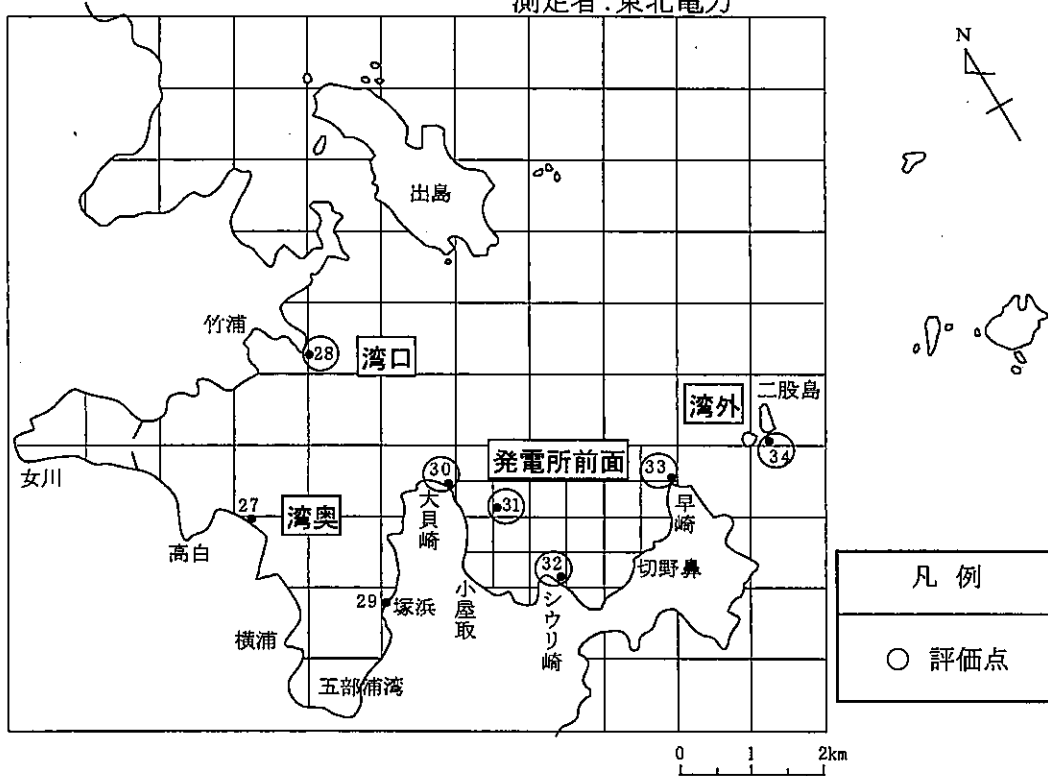 測定者：東北電力
N
出島
竹浦
28
湾口
湾外
二股島
女川
発電所前面
30
33
34
大貝崎
31
早崎
27
湾奥
高白
32
切野鼻
凡例
29
塚浜
小屋取
シウリ崎
横浦
○ 評価点
五部浦湾
0 1 2km